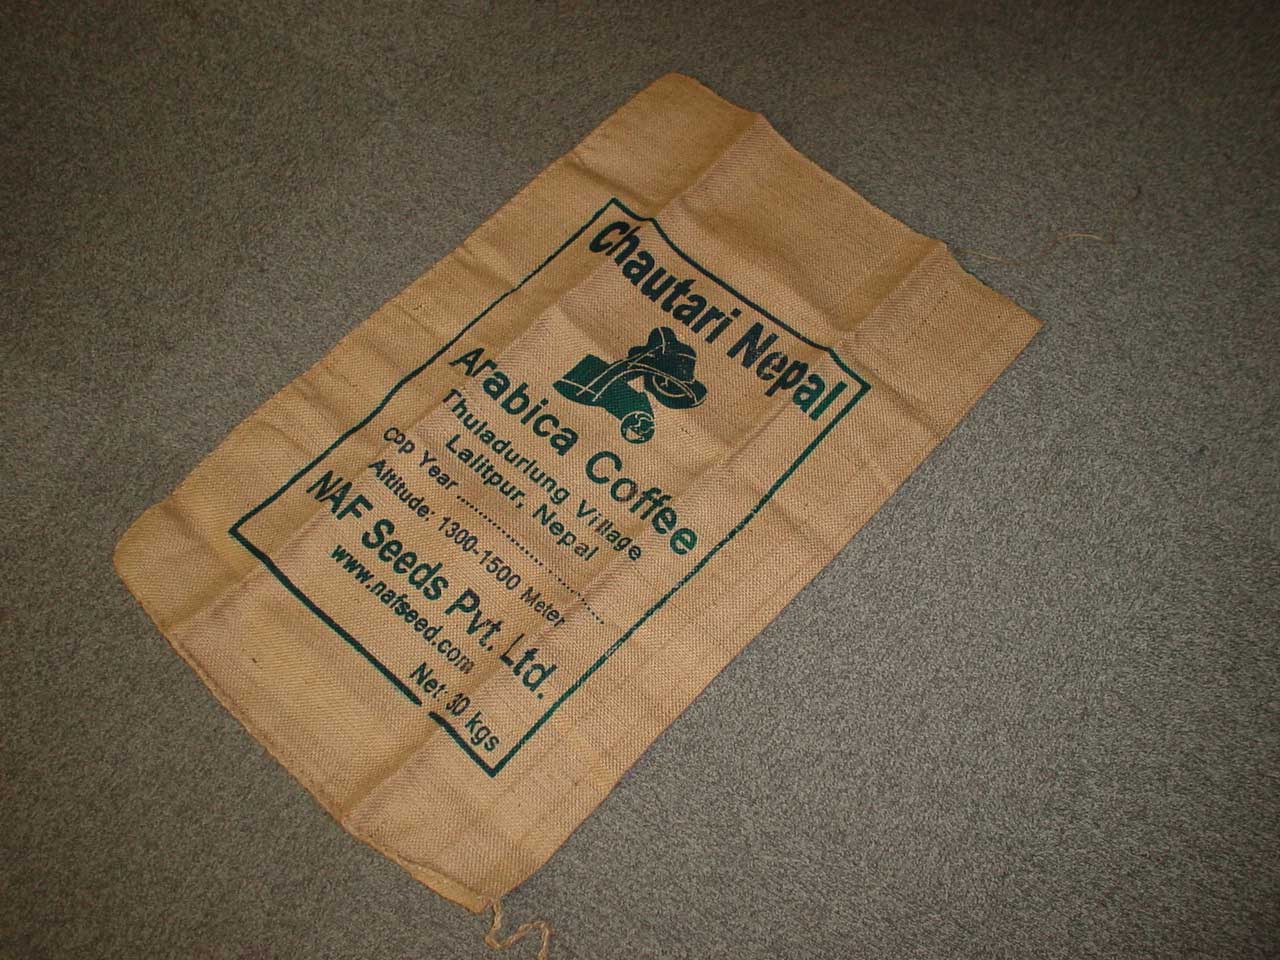 Chautari Nepal
Arabica Coffee
Thuladurlung Village
Lalitpur, Nepal
Cop Year ..............................
Altitude: 1300-1500 Meter
NAF Seeds Pvt. Ltd.
www.nafseed.com
Net 30 kgs